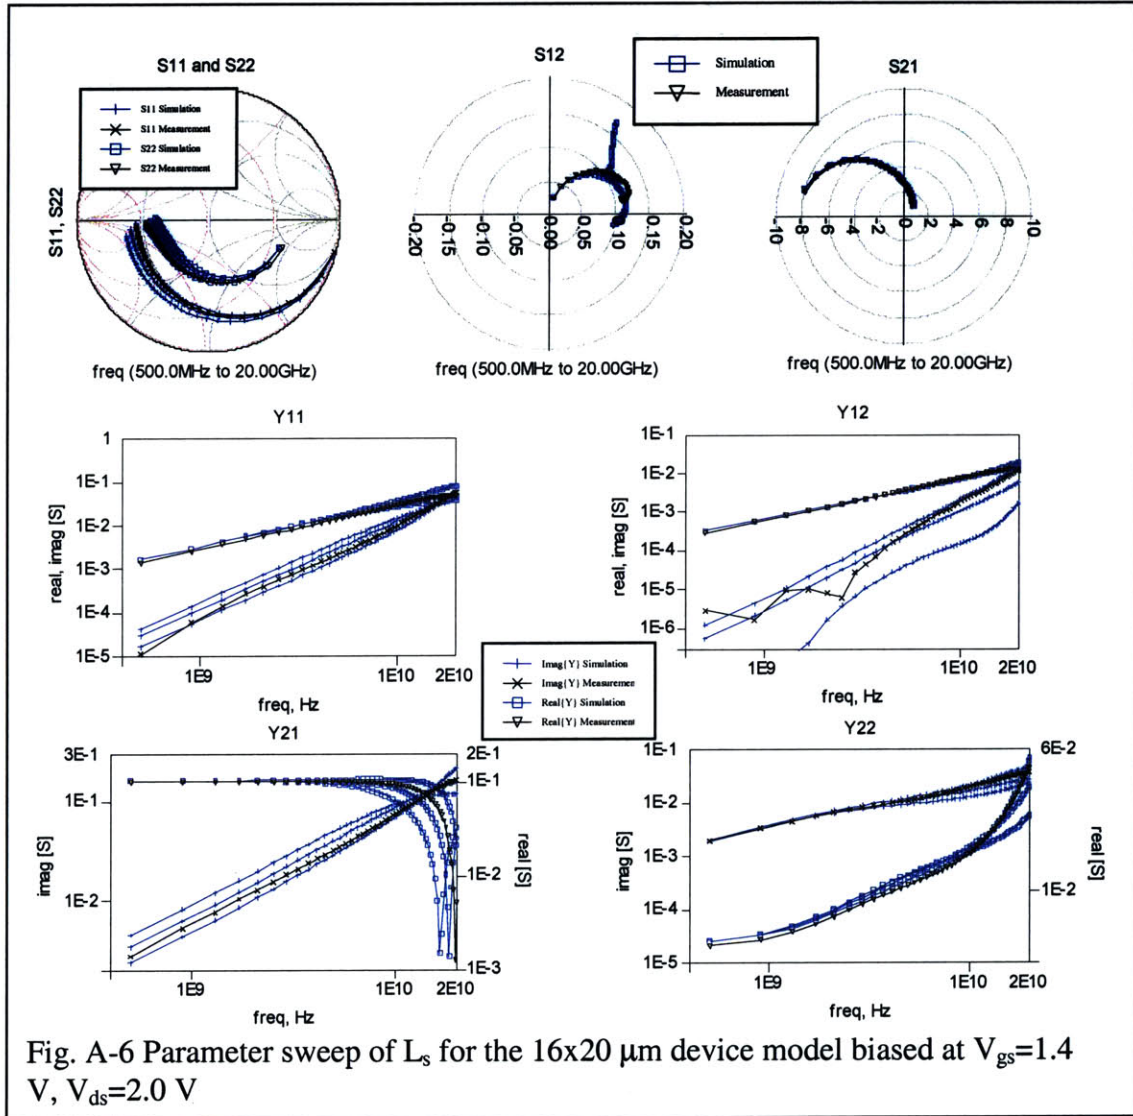 S11 and S22
S11 Simulation
S11 Measurement
S22 Simulation
S22 Measurement
S11, S22
freq (500.0MHz to 20.00GHz)
S12
-0.20
-0.15
-0.10
-0.05
0.00
0.05
0.10
0.15
0.20
freq (500.0MHz to 20.00GHz)
Simulation
Measurement
S21
-10
-8
-6
-4
-2
0
2
4
6
8
10
freq (500.0MHz to 20.00GHz)
Y11
1
1E-1
1E-2
1E-3
1E-4
1E-5
real, imag [S]
1E9
1E10
2E10
freq, Hz
Y12
1E-1
1E-2
1E-3
1E-4
1E-5
1E-6
real, imag [S]
1E9
1E10
2E10
freq, Hz
Imag{Y} Simulation
Imag{Y} Measuremen
Real{Y} Simulation
Real{Y} Measurement
Y21
3E-1
1E-1
1E-2
imag [S]
2E-1
1E-1
1E-2
1E-3
real [S]
1E9
1E10
2E10
freq, Hz
Y22
1E-1
1E-2
1E-3
1E-4
1E-5
imag [S]
6E-2
1E-2
real [S]
1E9
1E10
2E10
freq, Hz
Fig. A-6 Parameter sweep of Ls for the 16x20 μm device model biased at Vgs=1.4
V, Vds=2.0 V